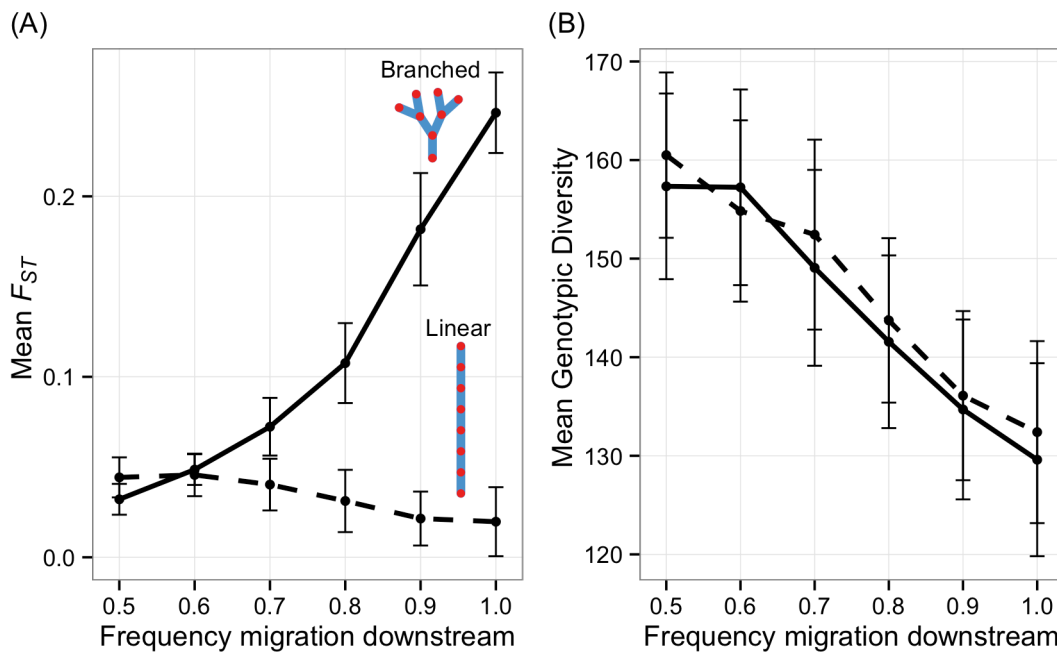 (A)
Mean FST
0.2
0.1
0.0
Branched
Linear
0.5 0.6 0.7 0.8 0.9 1.0
Frequency migration downstream
(B)
Mean Genotypic Diversity
170
160
150
140
130
120
0.5 0.6 0.7 0.8 0.9 1.0
Frequency migration downstream